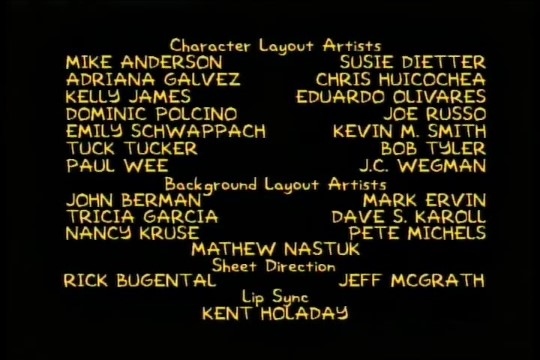 Character Layout Artists
MIKE ANDERSON SUSIE DIETTER
ADRIANA GALVEZ CHRIS HUICOCHEA
KELLY JAMES EDUARDO OLIVARES
DOMINIC POLCINO JOE RUSSO
EMILY SCHWAPPACH KEVIN M. SMITH
TUCK TUCKER BOB TYLER
PAUL WEE J.C. WEGMAN
Background Layout Artists
JOHN BERMAN MARK ERVIN
TRICIA GARCIA DAVE S. KAROLL
NANCY KRUSE PETE MICHELS
MATHEW NASTUK
Sheet Direction
RICK BUGENTAL JEFF MCGRATH
Lip Sync
KENT HOLADAY